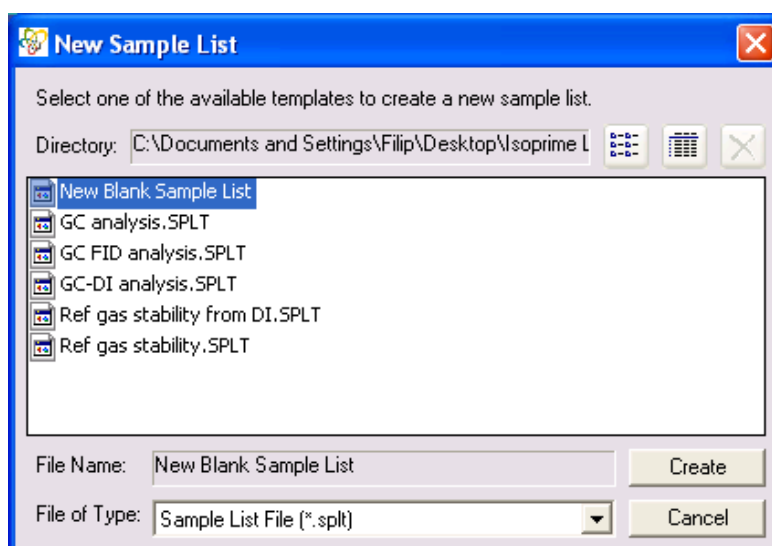 New Sample List
Select one of the available templates to create a new sample list.
Directory: C:\Documents and Settings\Filip\Desktop\Isoprime L
New Blank Sample List
GC analysis.SPLT
GC FID analysis.SPLT
GC-DI analysis.SPLT
Ref gas stability from DI.SPLT
Ref gas stability.SPLT
File Name: New Blank Sample List Create
File of Type: Sample List File (*.splt) Cancel